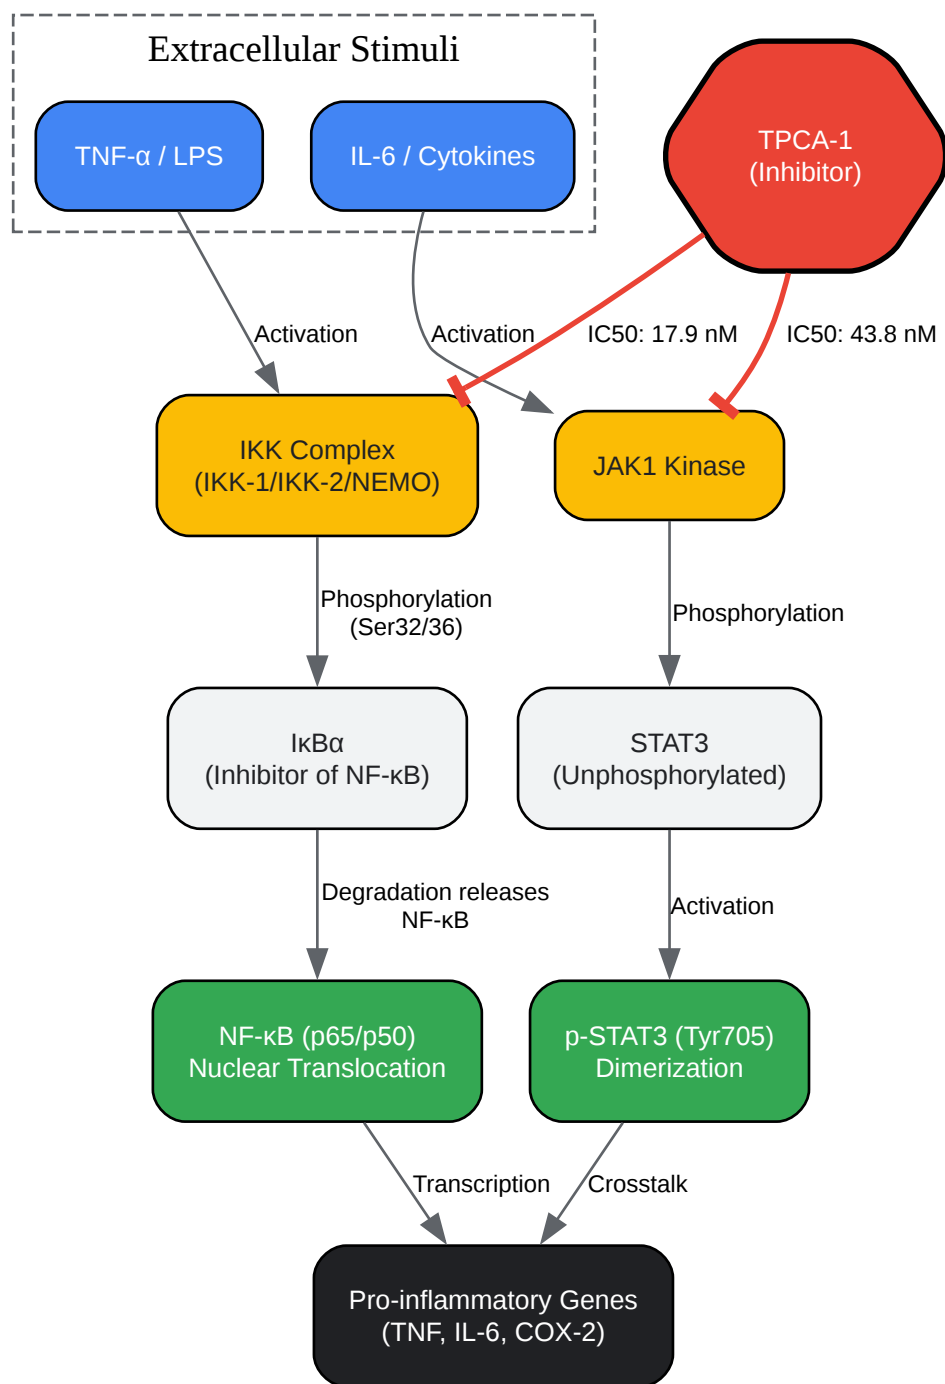 Extracellular Stimuli
TNF-α / LPS
IL-6 / Cytokines
TPCA-1
(Inhibitor)
Activation
Activation
IC50: 17.9 nM
IC50: 43.8 nM
IKK Complex
(IKK-1/IKK-2/NEMO)
JAK1 Kinase
Phosphorylation
(Ser32/36)
Phosphorylation
IκBα
(Inhibitor of NF-κB)
STAT3
(Unphosphorylated)
Degradation releases
NF-κB
Activation
NF-κB (p65/p50)
Nuclear Translocation
p-STAT3 (Tyr705)
Dimerization
Transcription
Crosstalk
Pro-inflammatory Genes
(TNF, IL-6, COX-2)